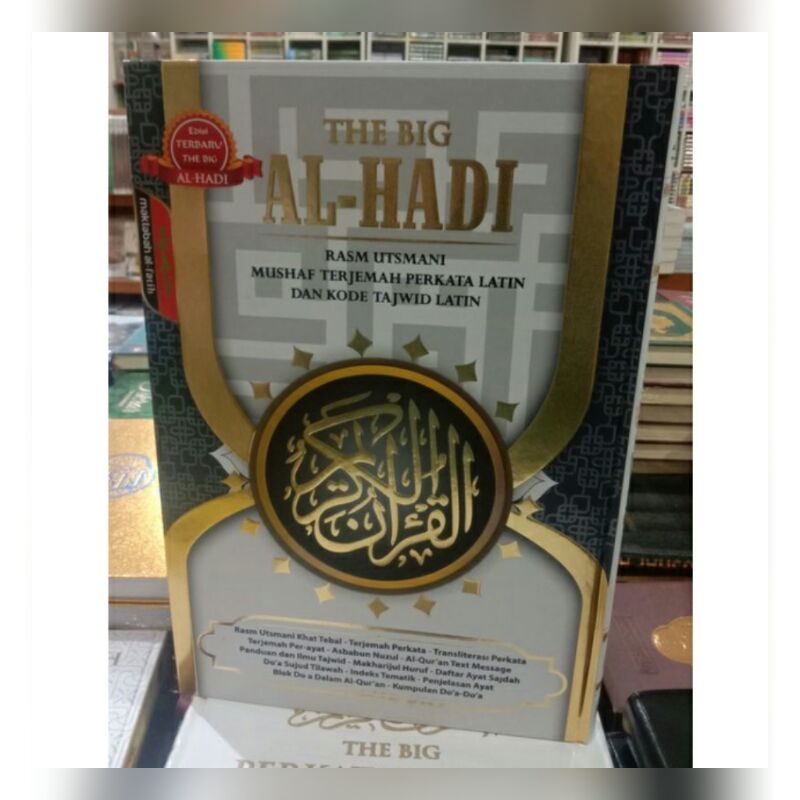 THE BIG
AL-HADI
RASM UTSMANI
MUSHAF TERJEMAH PERKATA LATIN
DAN KODE TAJWID LATIN
Edisi
TERBARU
THE BIG
AL-HADI
maktabah al-fatih
القرآن الكريم
Rasm Utsmani Khat Tebal - Terjemah Perkata - Transliterasi Perkata
Terjemah Per-ayat - Asbabun Nuzul - Al-Qur'an Text Message
Panduan dan Ilmu Tajwid - Makharijul Huruf - Daftar Ayat Sajdah
Do'a Sujud Tilawah - Indeks Tematik - Penjelasan Ayat
Blok Do a Dalam Al-Qur'an - Kumpulan Do'a-Do'a
THE BIG